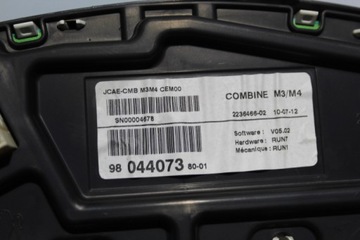 JCAE-CMB M3M4 CEM00
COMBINE M3/M4
SN00004678
2236466-02 10-07-12
Software : V05.02
Hardware : RUN1
Mécanique : RUN1
98 044073 80-01